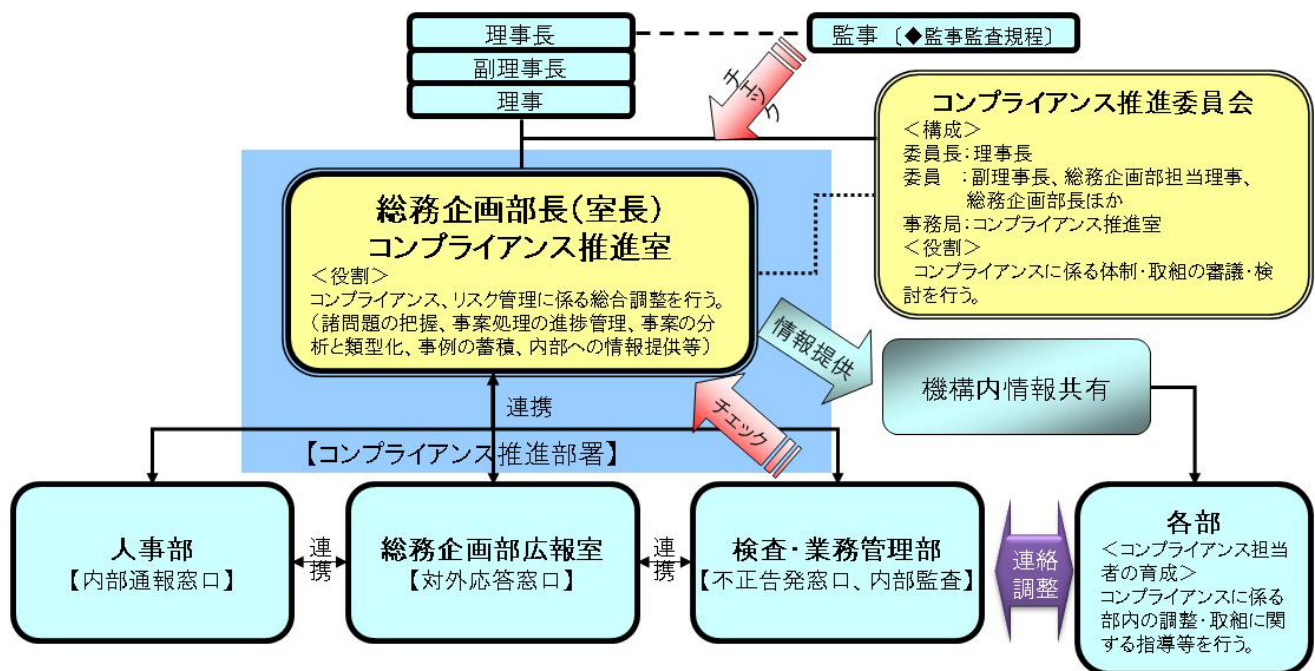 理事長
副理事長
理事
監事 〔◆監事監査規程〕
チェック
コンプライアンス推進委員会
＜構成＞
委員長：理事長
委員　：副理事長、総務企画部担当理事、
総務企画部長ほか
事務局：コンプライアンス推進室
＜役割＞
コンプライアンスに係る体制・取組の審議・検
討を行う。
総務企画部長（室長）
コンプライアンス推進室
＜役割＞
コンプライアンス、リスク管理に係る総合調整を行う。
（諸問題の把握、事案処理の進捗管理、事案の分
析と類型化、事例の蓄積、内部への情報提供等）
情報提供
機構内情報共有
連携
チェック
【コンプライアンス推進部署】
人事部
【内部通報窓口】
連携
総務企画部広報室
【対外応答窓口】
連携
検査・業務管理部
【不正告発窓口、内部監査】
連絡
調整
各部
＜コンプライアンス担当
者の育成＞
コンプライアンスに係る
部内の調整・取組に関
する指導等を行う。